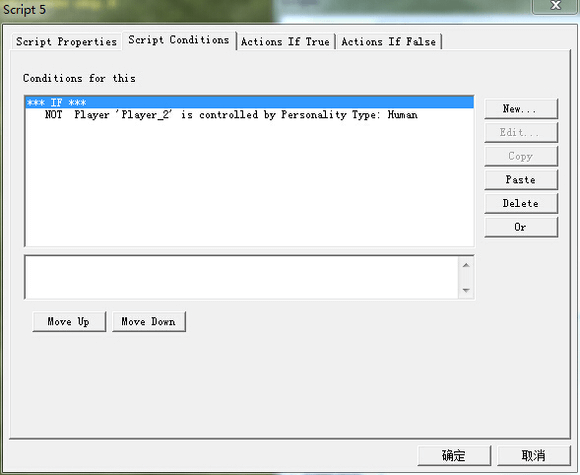 Script 5
Script Properties
Script Conditions
Actions If True
Actions If False
Conditions for this
*** IF ***
NOT Player 'Player_2' is controlled by Personality Type: Human
New...
Edit...
Copy
Paste
Delete
Or
Move Up
Move Down
确定
取消